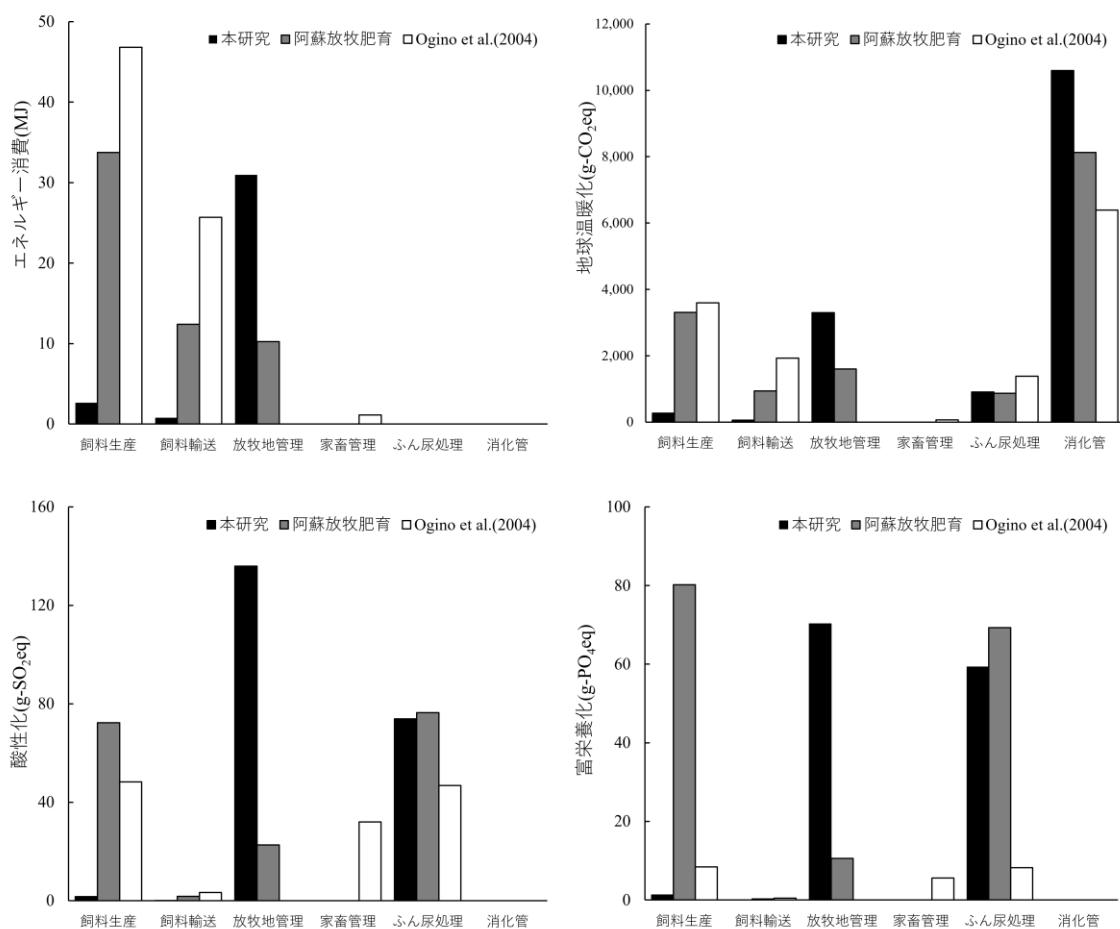 50
40
30
20
10
0
エネルギー消費(MJ)
■本研究 ■阿蘇放牧肥育 □Ogino et al.(2004)
飼料生産 飼料輸送 放牧地管理 家畜管理 ふん尿処理 消化管
12,000
10,000
8,000
6,000
4,000
2,000
0
地球温暖化(g-CO₂eq)
■本研究 ■阿蘇放牧肥育 □Ogino et al.(2004)
飼料生産 飼料輸送 放牧地管理 家畜管理 ふん尿処理 消化管
160
120
80
40
0
酸性化(g-SO₂eq)
■本研究 ■阿蘇放牧肥育 □Ogino et al.(2004)
飼料生産 飼料輸送 放牧地管理 家畜管理 ふん尿処理 消化管
100
80
60
40
20
0
富栄養化(g-PO₄eq)
■本研究 ■阿蘇放牧肥育 □Ogino et al.(2004)
飼料生産 飼料輸送 放牧地管理 家畜管理 ふん尿処理 消化管